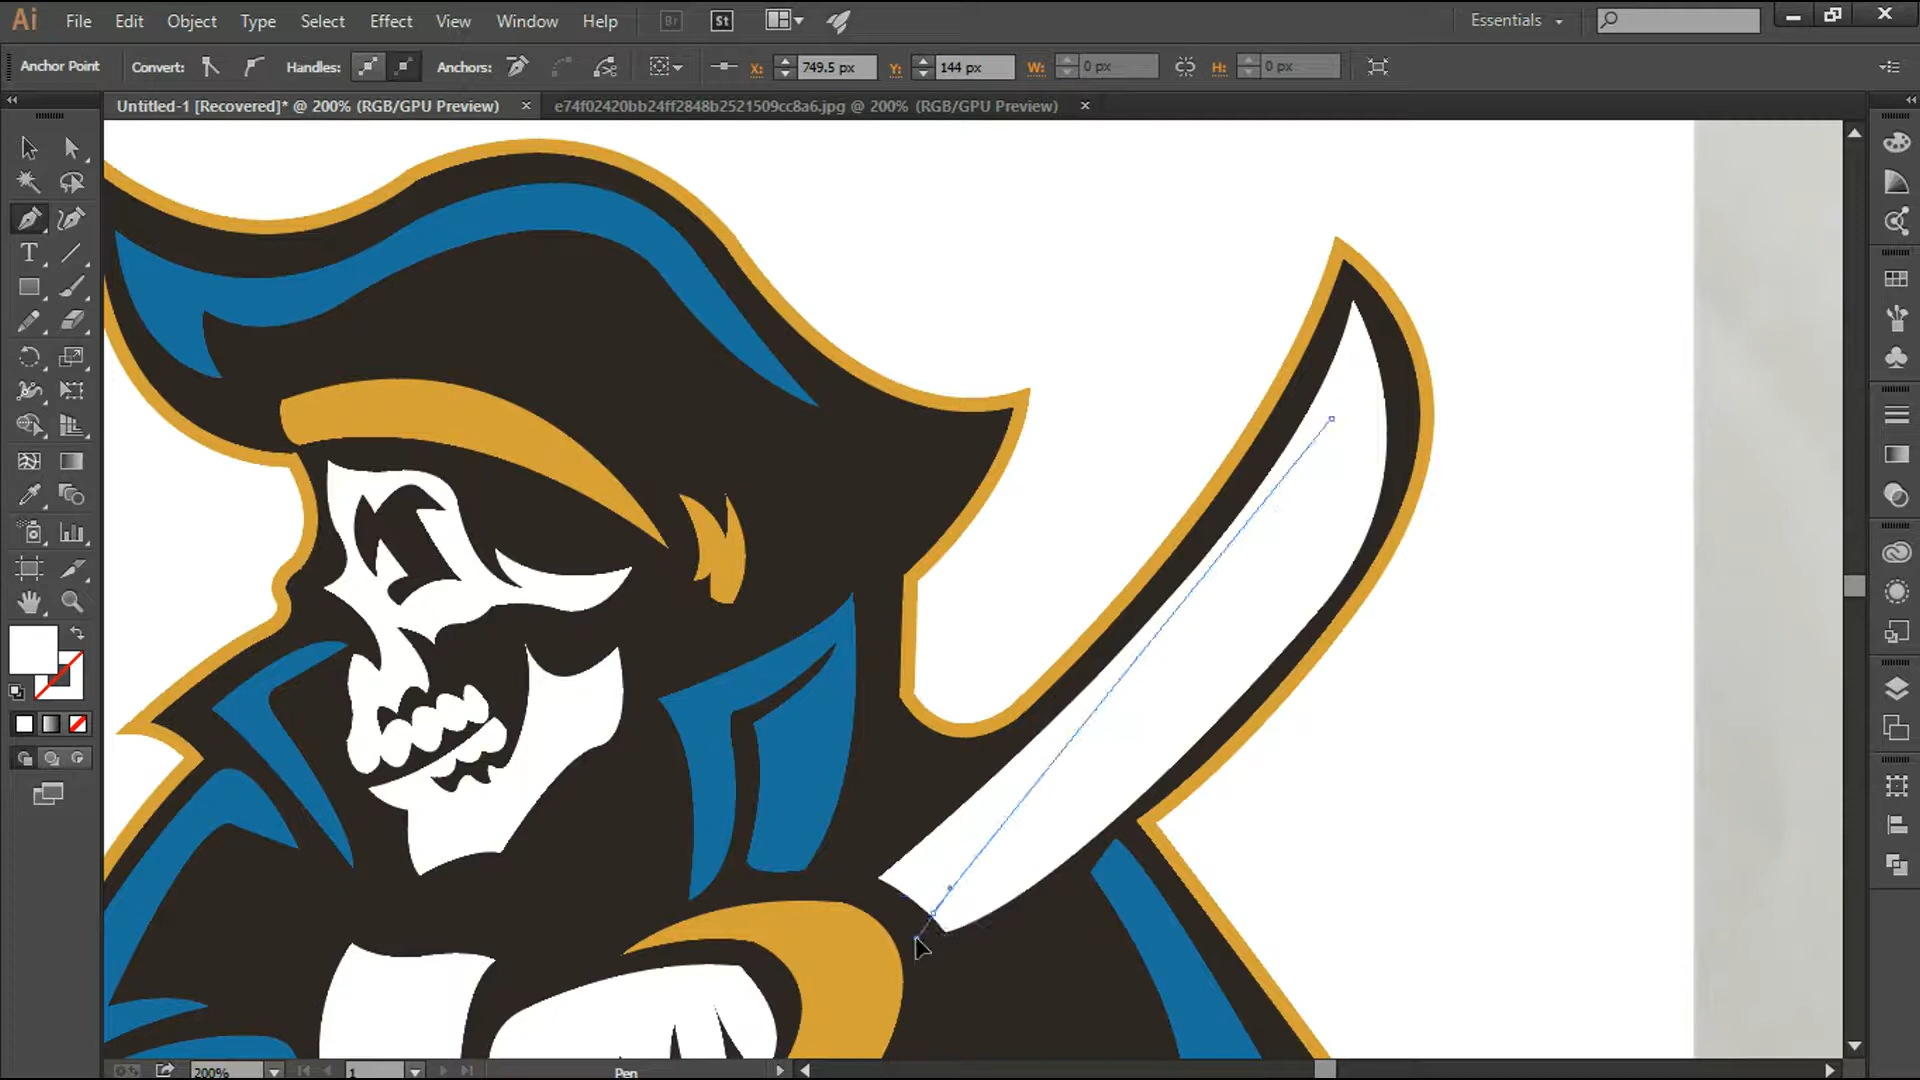 Ai File Edit Object Type Select Effect View Window Help Br St Essentials
Anchor Point Convert: Handles: Anchors: X: 749.5 px Y: 144 px W: 0 px H: 0 px
Untitled-1 [Recovered]* @ 200% (RGB/GPU Preview) × e74f02420bb24ff2848b2521509cc8a6.jpg @ 200% (RGB/GPU Preview) ×
200% 1 Pen